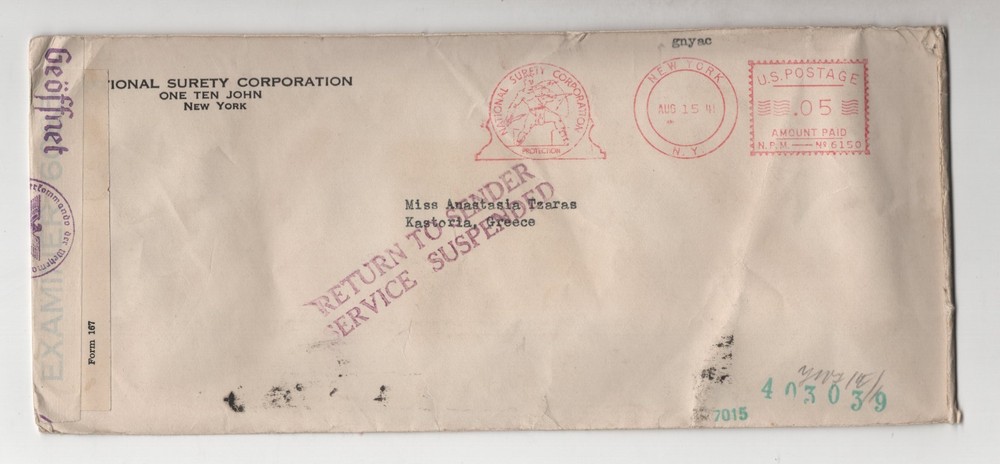 gnyac
TIONAL SURETY CORPORATION
ONE TEN JOHN
New York
NATIONAL SURETY CORPORATION
PROTECTION
NEW YORK
AUG 15 41
N.Y.
U.S. POSTAGE
.05
AMOUNT PAID
N.P.M. — Nº 6150
Geöffnet
EXAMINER
Form 167
Miss Anastasia Tzaras
Kastoria, Greece
RETURN TO SENDER
SERVICE SUSPENDED
403039
7015